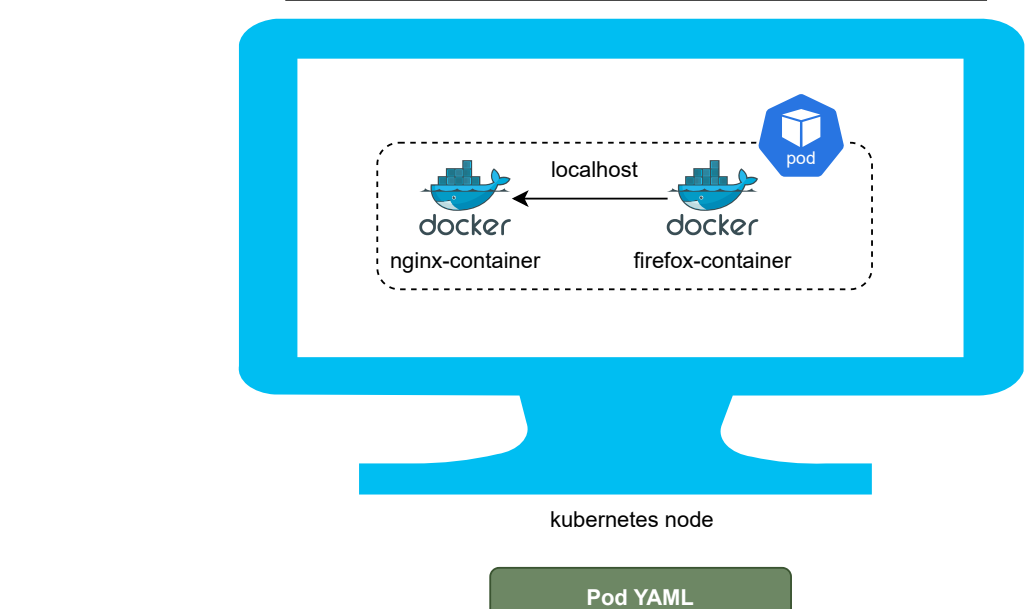 pod
localhost
docker
docker
nginx-container
firefox-container
kubernetes node
Pod YAML